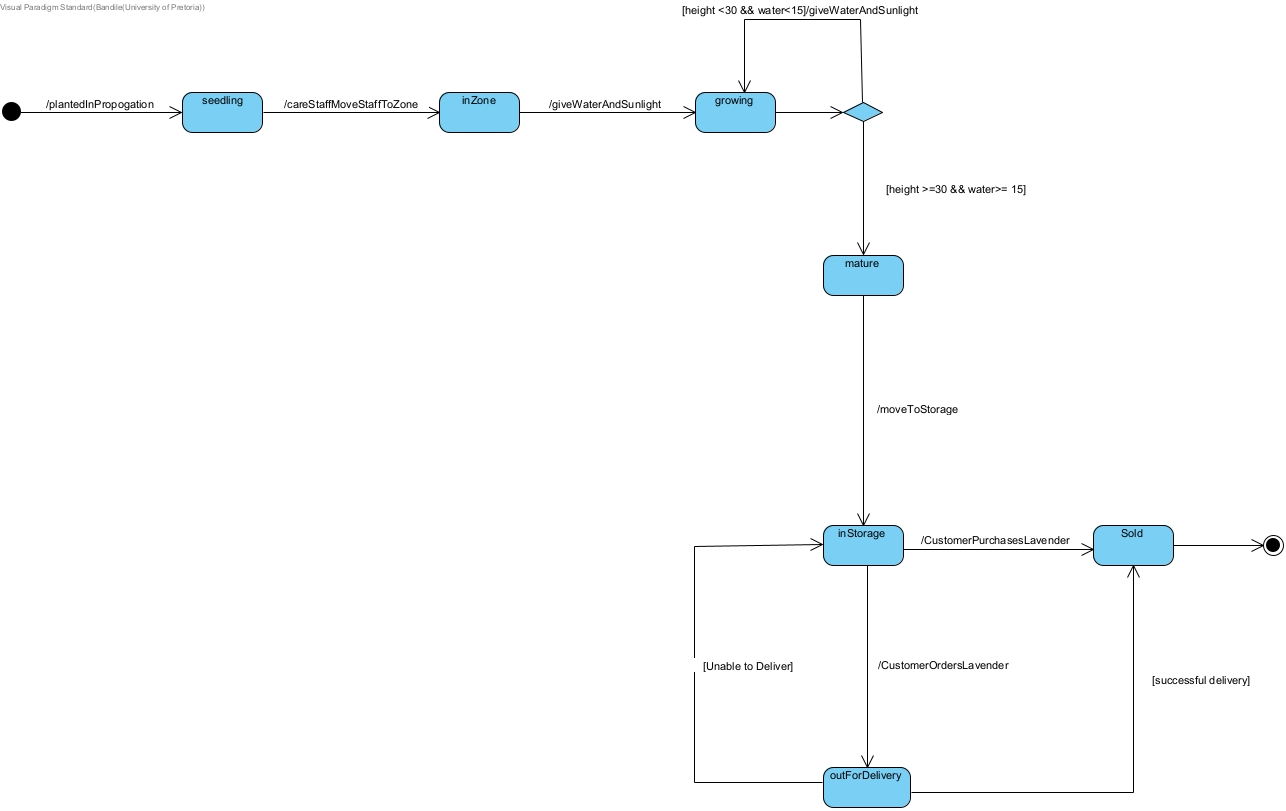 Visual Paradigm Standard(Bandile(University of Pretoria))
[height <30 && water<15]/giveWaterAndSunlight
/plantedInPropogation
seedling
/careStaffMoveStaffToZone
inZone
/giveWaterAndSunlight
growing
[height >=30 && water>= 15]
mature
/moveToStorage
inStorage
/CustomerPurchasesLavender
Sold
[Unable to Deliver]
/CustomerOrdersLavender
[successful delivery]
outForDelivery